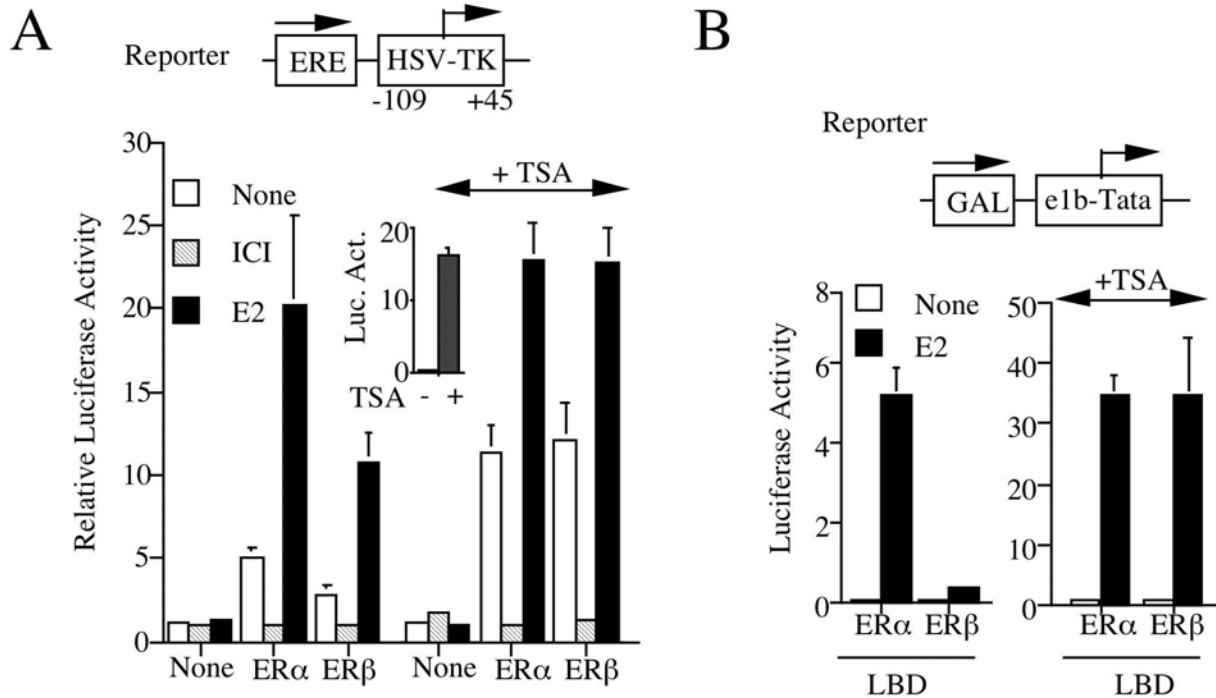 A
Reporter
ERE
HSV-TK
-109 +45
Relative Luciferase Activity
30
25
20
15
10
5
0
None
ICI
E2
+ TSA
Luc. Act.
20
10
0
TSA - +
None ERα ERβ None ERα ERβ
B
Reporter
GAL
e1b-Tata
Luciferase Activity
8
6
4
2
0
None
E2
ERα ERβ
LBD
+TSA
50
40
30
20
10
0
ERα ERβ
LBD